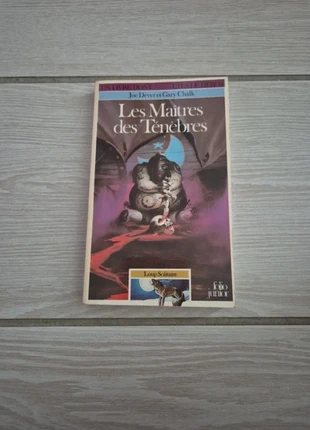 Joe Dever et Gary Chalk
Les Maîtres
des Ténèbres
Loup Solitaire
folio
junior